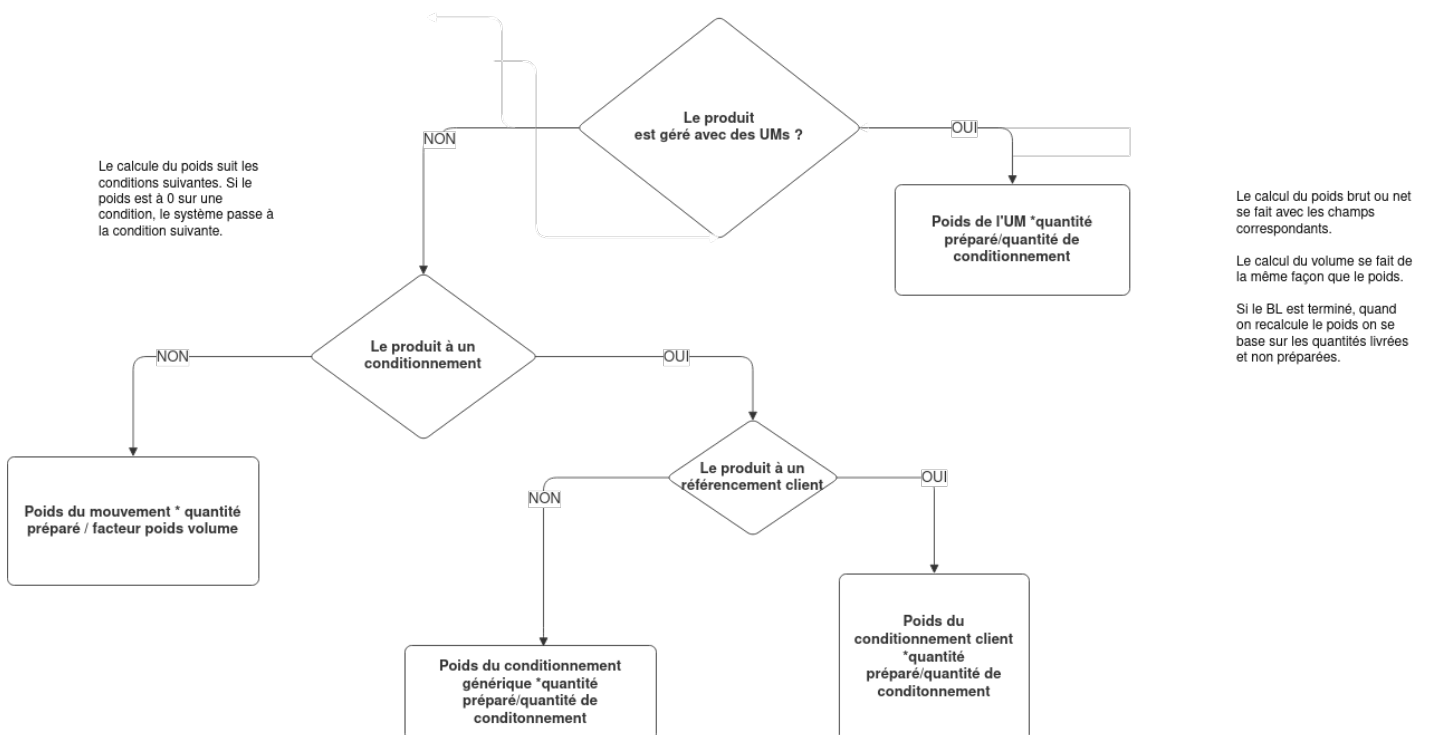 Le produit
est géré avec des UMs ?
NON
OUI
Le calcule du poids suit les
conditions suivantes. Si le
poids est à 0 sur une
condition, le système passe à
la condition suivante.
Poids de l'UM *quantité
préparé/quantité de
conditionnement
Le calcul du poids brut ou net
se fait avec les champs
correspondants.
Le calcul du volume se fait de
la même façon que le poids.
Si le BL est terminé, quand
on recalcule le poids on se
base sur les quantités livrées
et non préparées.
Le produit à un
conditionnement
NON
OUI
Le produit à un
référencement client
NON
OUI
Poids du mouvement * quantité
préparé / facteur poids volume
Poids du conditionnement
générique *quantité
préparé/quantité de
conditonnement
Poids du
conditionnement client
*quantité
préparé/quantité de
conditonnement